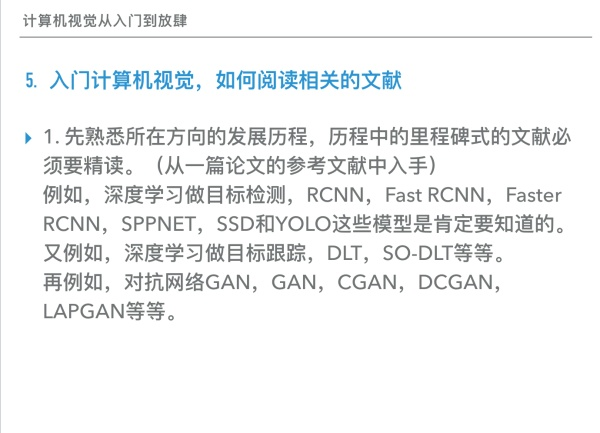 计算机视觉从入门到放肆
5. 入门计算机视觉，如何阅读相关的文献
▸ 1. 先熟悉所在方向的发展历程，历程中的里程碑式的文献必
须要精读。（从一篇论文的参考文献中入手）
例如，深度学习做目标检测，RCNN，Fast RCNN，Faster
RCNN，SPPNET，SSD和YOLO这些模型是肯定要知道的。
又例如，深度学习做目标跟踪，DLT，SO-DLT等等。
再例如，对抗网络GAN，GAN，CGAN，DCGAN，
LAPGAN等等。